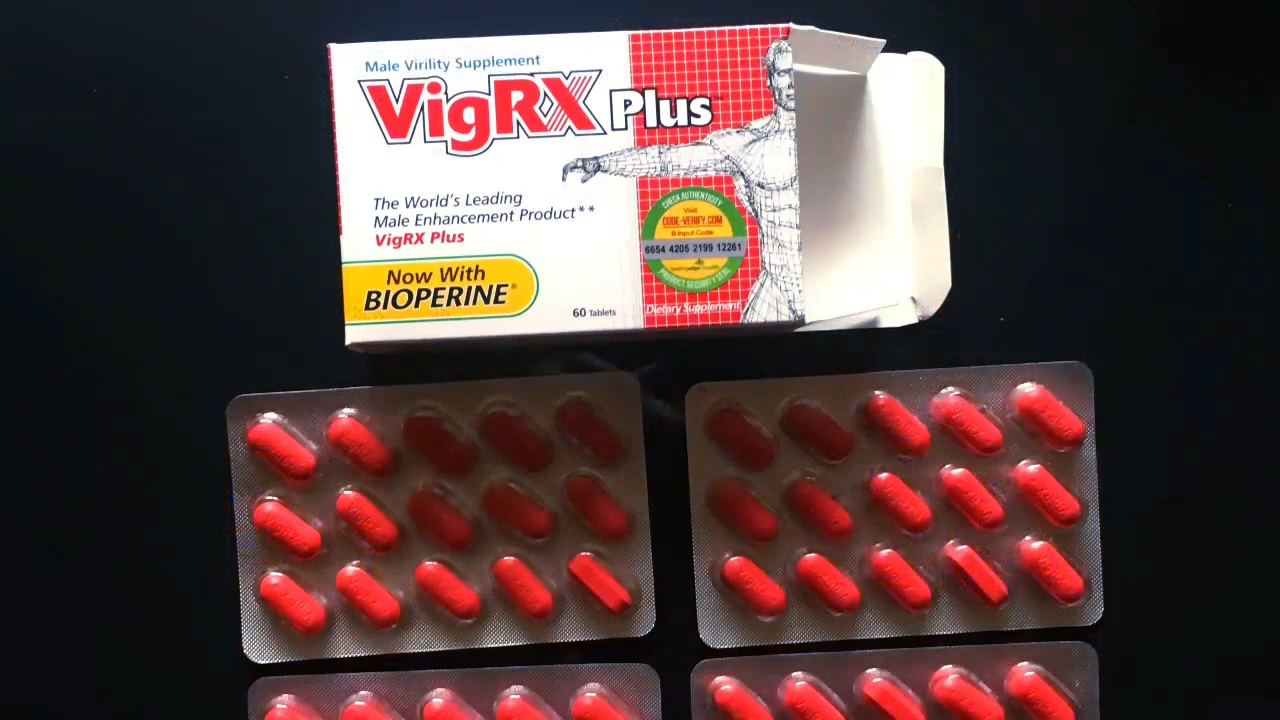 Male Virility Supplement
VigRX Plus
The World's Leading
Male Enhancement Product**
VigRX Plus
Now With
BIOPERINE®
60 Tablets
CHECK AUTHENTICITY
Visit
CODE-VERIFY.COM
& Input Code:
6654 4205 2199 12261
PRODUCT SECURITY SEAL
Dietary Supplement